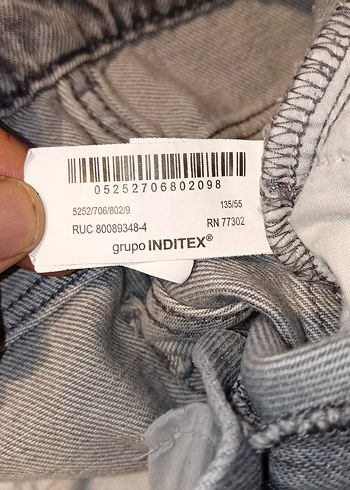 05252706802098
5252/706/802/9 135/55
RUC 80089348-4 RN 77302
grupo INDITEX®